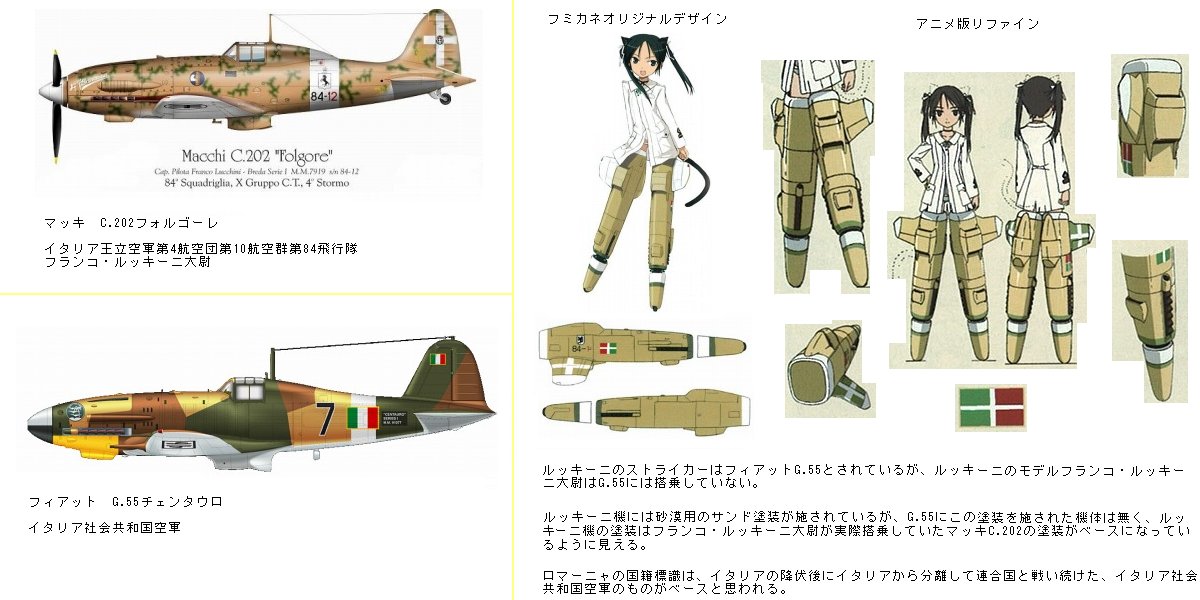 Macchi C.202 "Folgore"
Cap. Pilota Franco Lucchini - Breda Serie I M.M.7919 s/n 84-12
84ª Squadriglia, X Gruppo C.T., 4º Stormo
84-12
マッキ　C.202フォルゴーレ
イタリア王立空軍第4航空団第10航空群第84飛行隊
フランコ・ルッキーニ大尉
7
"CENTAURO"
SERIES I
フィアット　G.55チェンタウロ
イタリア社会共和国空軍
フミカネオリジナルデザイン
アニメ版リファイン
84-
ルッキーニのストライカーはフィアットG.55とされているが、ルッキーニのモデルフランコ・ルッキー
ニ大尉はG.55には搭乗していない。
ルッキーニ機には砂漠用のサンド塗装が施されているが、G.55にこの塗装を施された機体は無く、ルッ
キーニ機の塗装はフランコ・ルッキーニ大尉が実際搭乗していたマッキC.202の塗装がベースになってい
るように見える。
ロマーニャの国籍標識は、イタリアの降伏後にイタリアから分離して連合国と戦い続けた、イタリア社会
共和国空軍のものがベースと思われる。